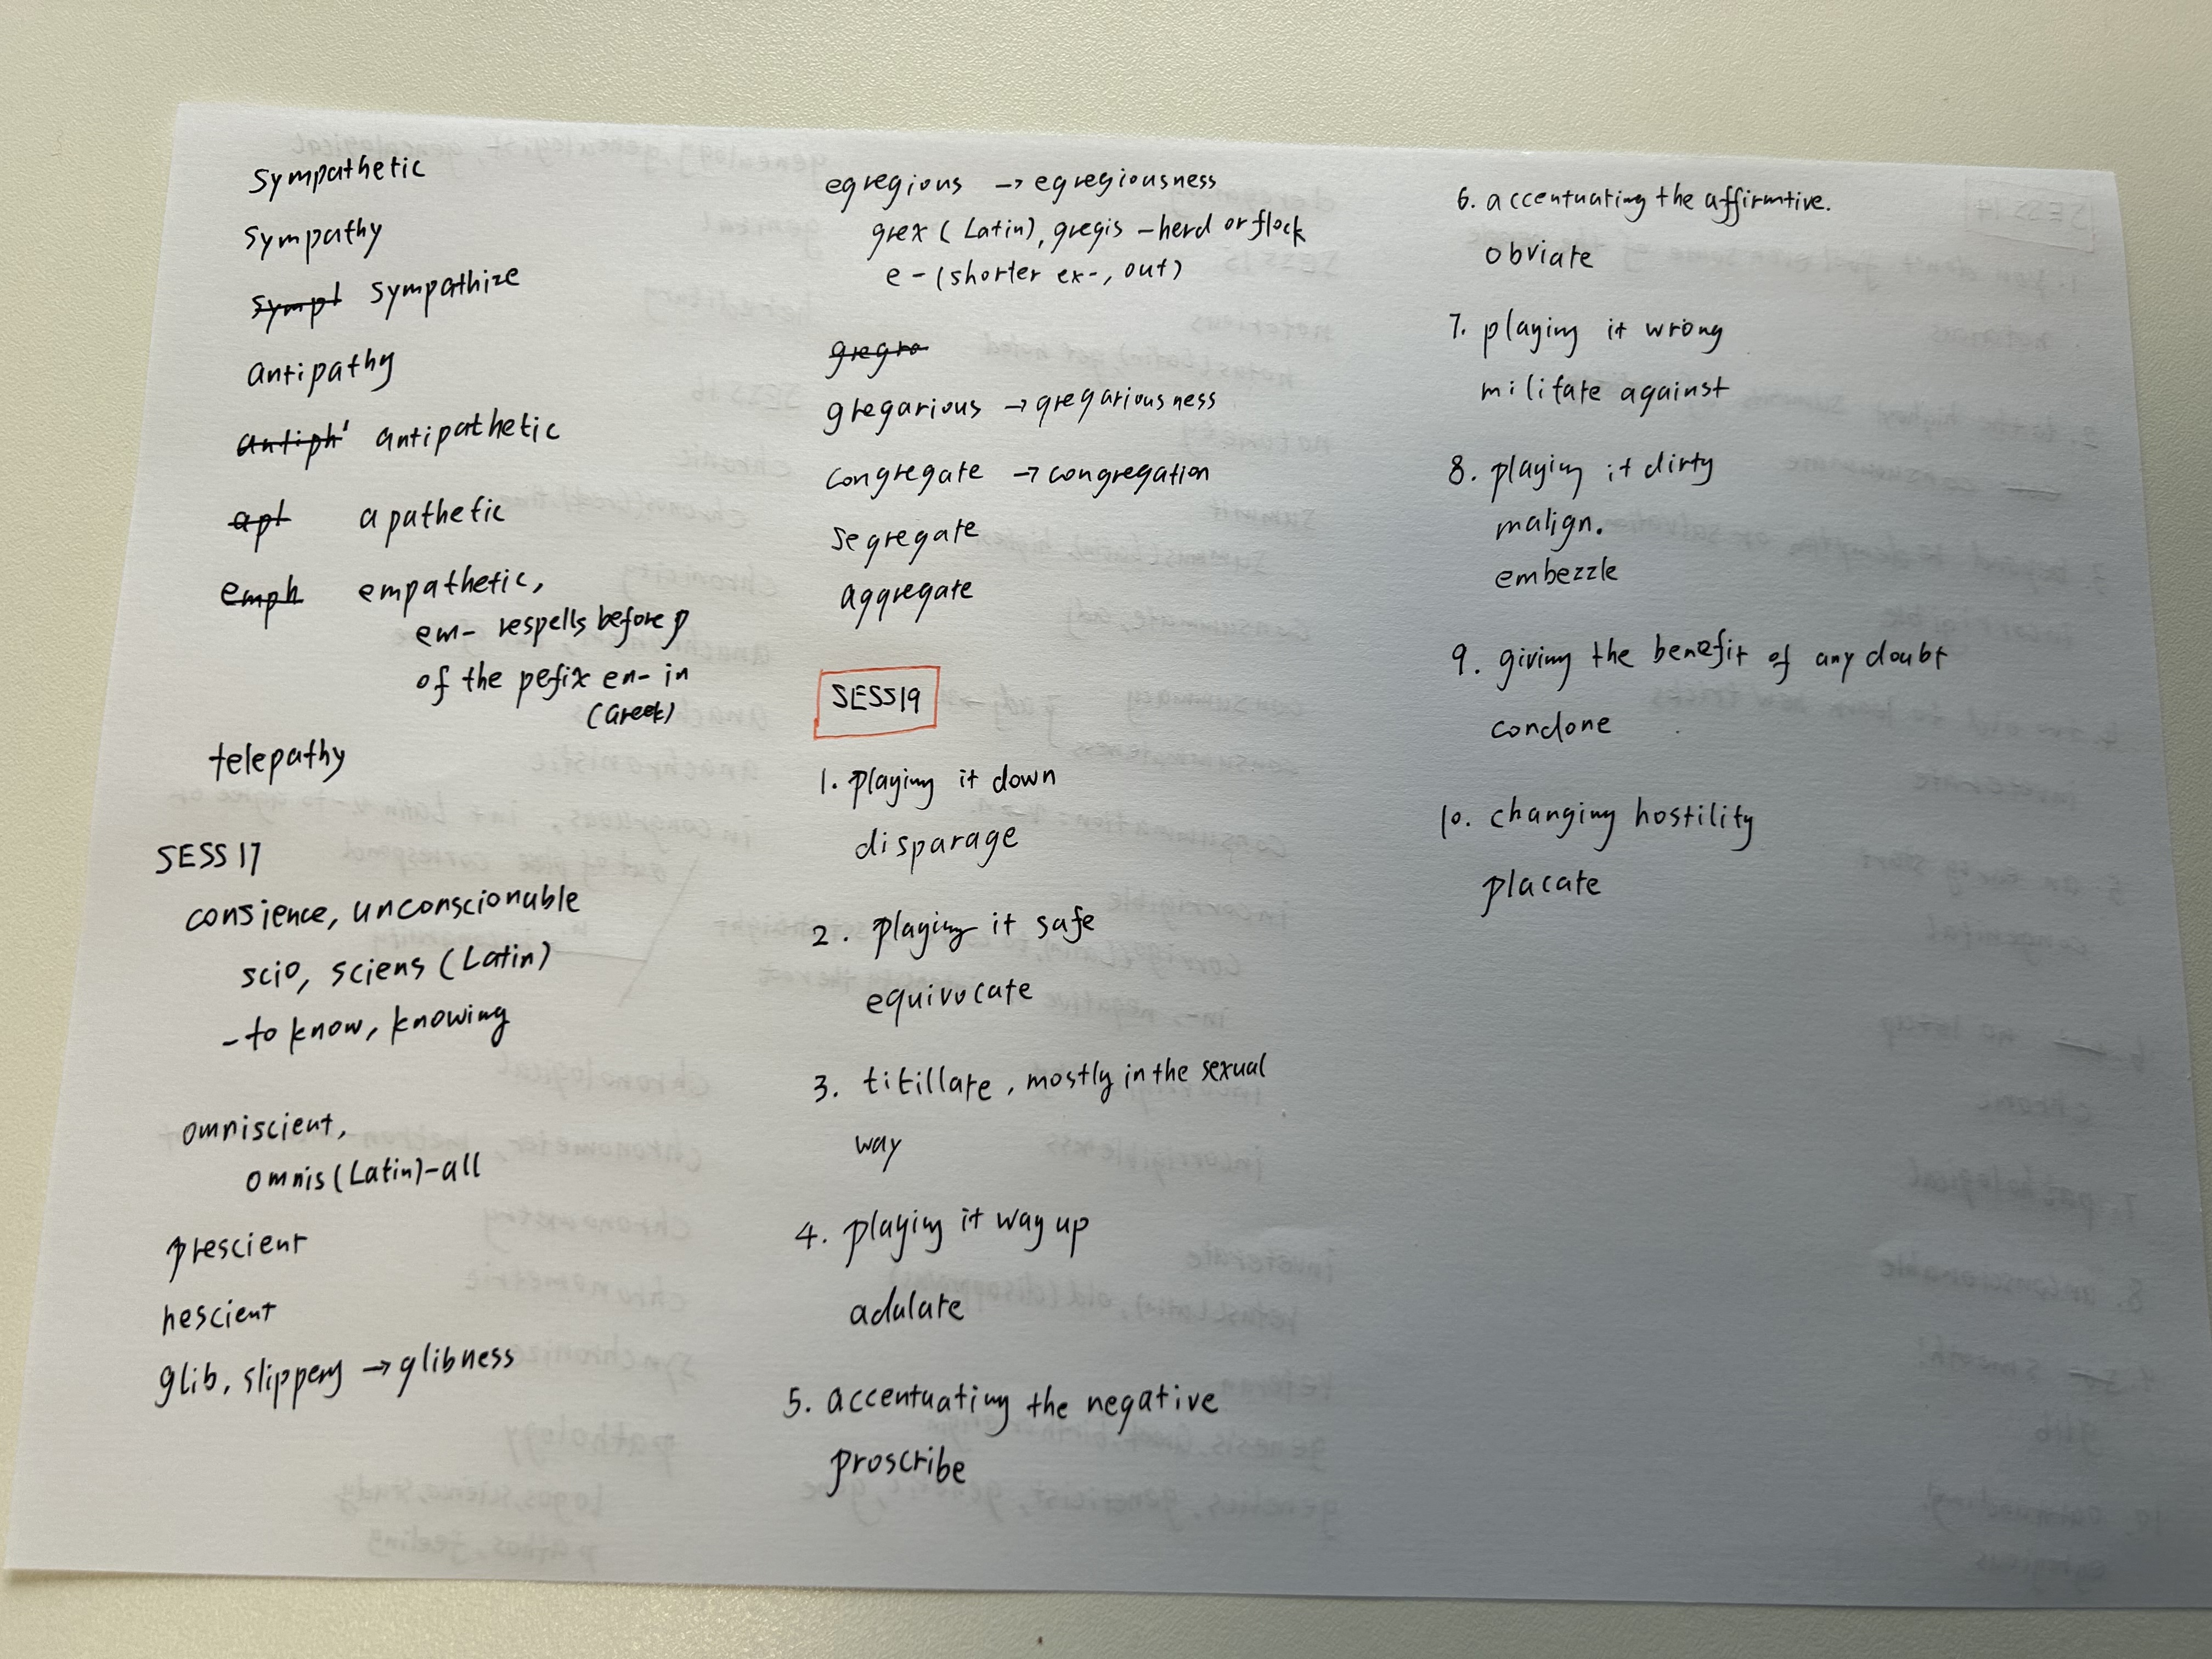 sympathetic
sympathy
sympt sympathize
antipathy
antiph' antipathetic
apt apathetic
emph empathetic,
em- respells before p
of the pefix en- in
(Greek)
telepathy
SESS 17
consience, unconscionable
scio, sciens (Latin)
- to know, knowing
omniscient,
omnis (Latin) - all
prescient
nescient
glib, slippery → glibness
egregious → egregiousness
grex (Latin), gregis - herd or flock
e - (shorter ex-, out)
gregro
gregarious → gregariousness
congregate → congregation
segregate
aggregate
SESS19
1. playing it down
disparage
2. playing it safe
equivocate
3. titillate, mostly in the sexual
way
4. playing it way up
adulate
5. accentuating the negative
proscribe
6. accentuating the affirmtive.
obviate
7. playing it wrong
militate against
8. playing it dirty
malign.
embezzle
9. giving the benefit of any doubt
condone
10. changing hostility
placate